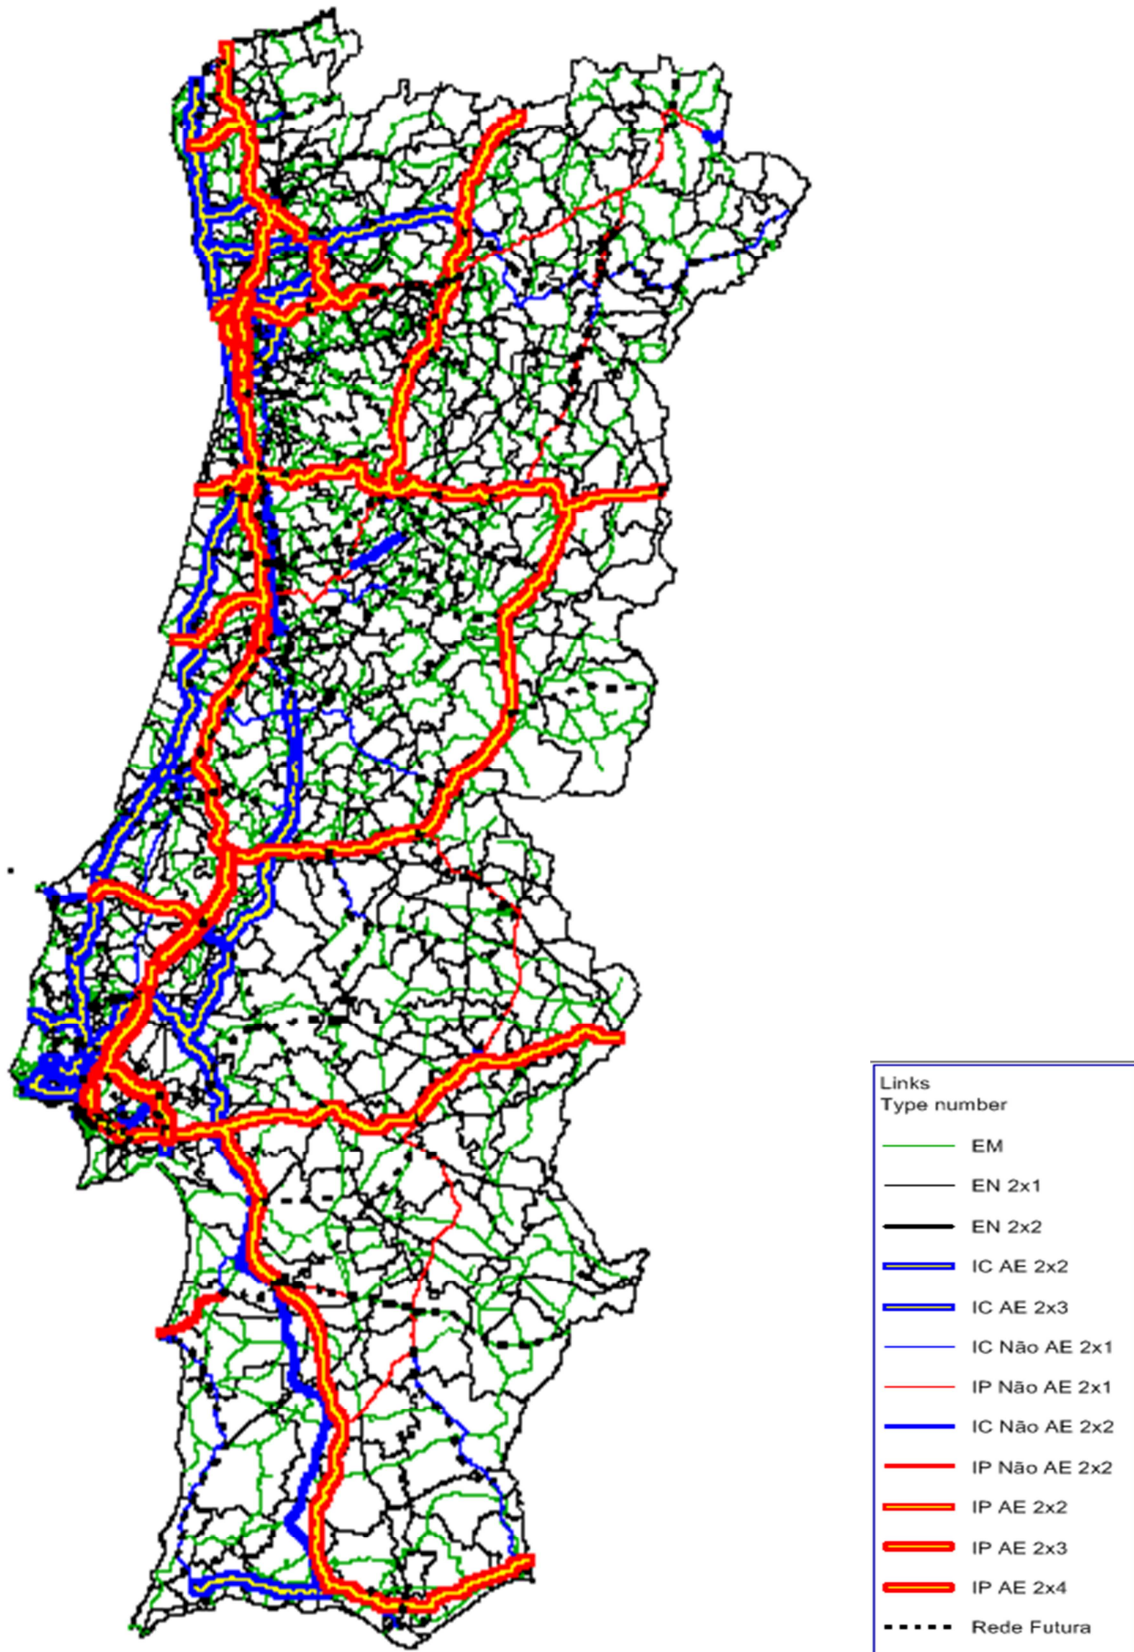 Links
Type number
EM
EN 2x1
EN 2x2
IC AE 2x2
IC AE 2x3
IC Não AE 2x1
IP Não AE 2x1
IC Não AE 2x2
IP Não AE 2x2
IP AE 2x2
IP AE 2x3
IP AE 2x4
Rede Futura